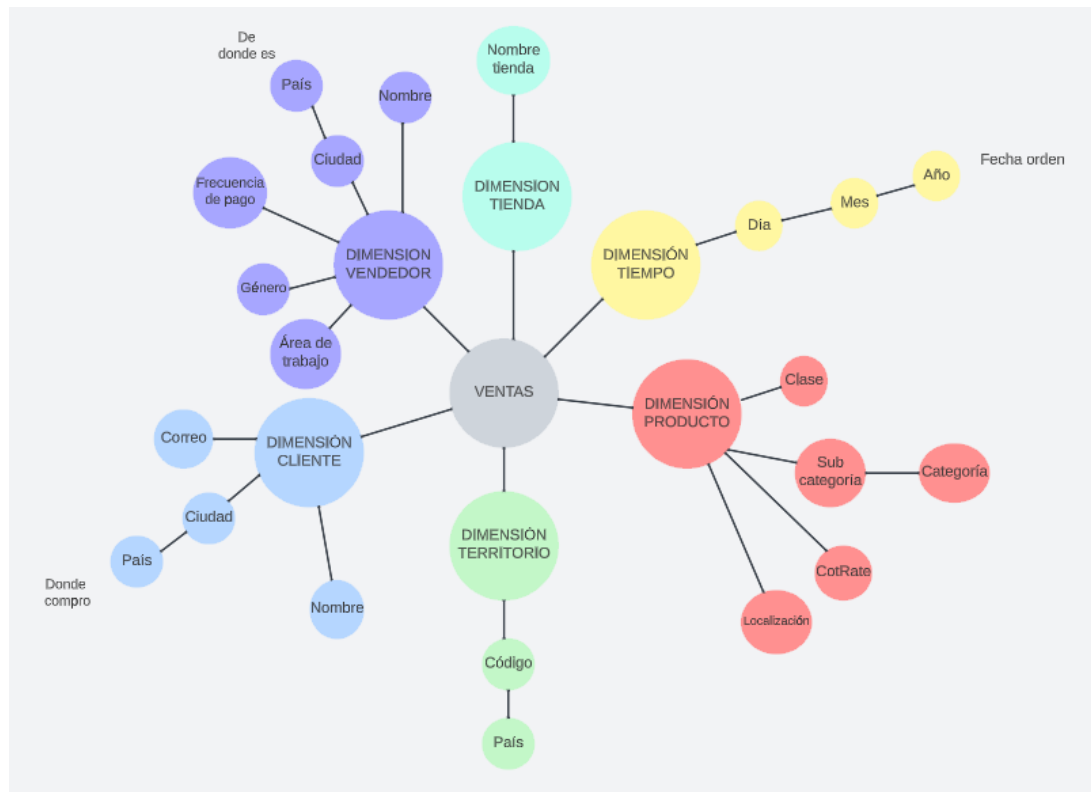 De
donde es
País
Nombre
Ciudad
Frecuencia
de pago
DIMENSION
VENDEDOR
Género
Área de
trabajo
Nombre
tienda
DIMENSION
TIENDA
Fecha orden
Año
Mes
Día
DIMENSIÓN
TIEMPO
VENTAS
DIMENSIÓN
PRODUCTO
Clase
Sub
categoría
Categoría
CotRate
Localización
DIMENSIÓN
CLIENTE
Correo
Ciudad
País
Donde
compro
Nombre
DIMENSIÓN
TERRITORIO
Código
País